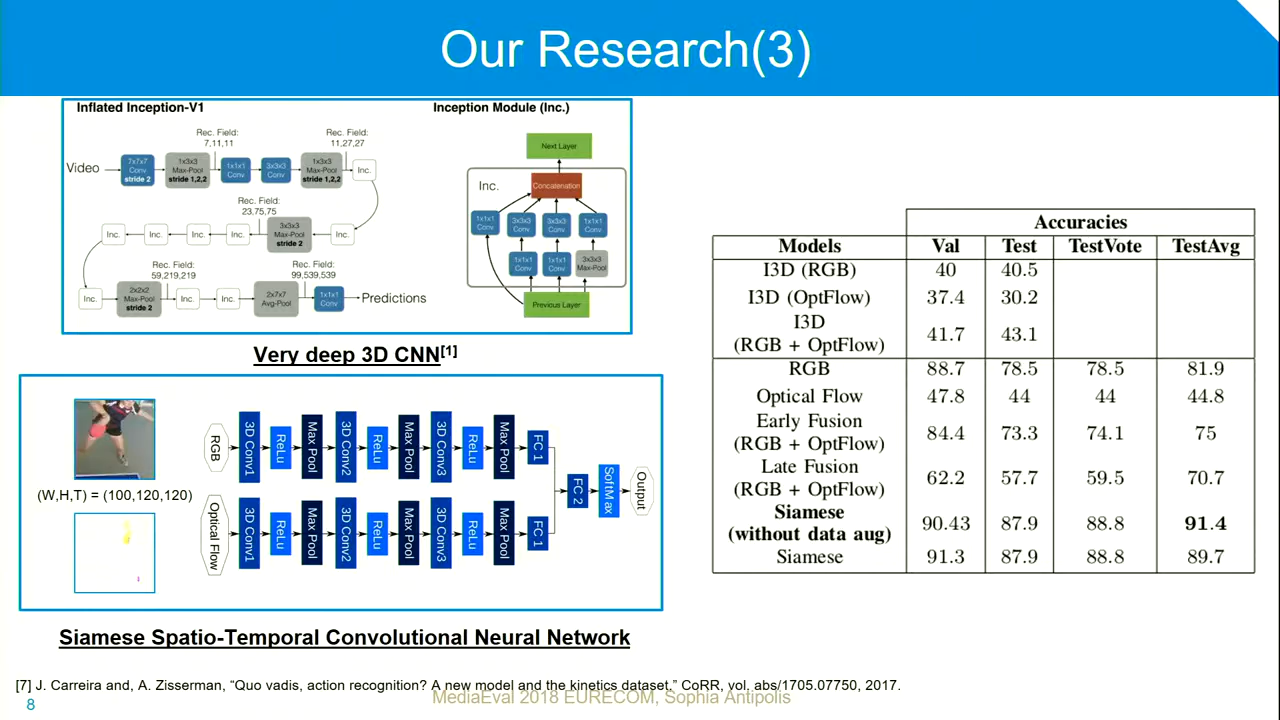 Our Research(3)
Inflated Inception-V1
Inception Module (Inc.)
Rec. Field:
7,11,11
Rec. Field:
11,27,27
Video
7x7x7
Conv
stride 2
1x3x3
Max-Pool
stride 1,2,2
1x1x1
Conv
3x3x3
Conv
1x3x3
Max-Pool
stride 1,2,2
Inc.
Rec. Field:
23,75,75
Inc.
Inc.
Inc.
Inc.
3x3x3
Max-Pool
stride 2
Inc.
Rec. Field:
59,219,219
Rec. Field:
99,539,539
Inc.
2x2x2
Max-Pool
stride 2
Inc.
Inc.
2x7x7
Avg-Pool
1x1x1
Conv
Predictions
Next Layer
Inc.
Concatenation
1x1x1
Conv
3x3x3
Conv
3x3x3
Conv
1x1x1
Conv
1x1x1
Conv
1x1x1
Conv
3x3x3
Max-Pool
Previous Layer
Very deep 3D CNN[1]
(W,H,T) = (100,120,120)
RGB
3D Conv1
ReLu
Max Pool
3D Conv2
ReLu
Max Pool
3D Conv3
ReLu
Max Pool
FC 1
Optical Flow
3D Conv1
ReLu
Max Pool
3D Conv2
ReLu
Max Pool
3D Conv3
ReLu
Max Pool
FC 1
FC 2
SoftMax
Output
Siamese Spatio-Temporal Convolutional Neural Network
Accuracies
Models Val Test TestVote TestAvg
I3D (RGB) 40 40.5
I3D (OptFlow) 37.4 30.2
I3D
(RGB + OptFlow) 41.7 43.1
RGB 88.7 78.5 78.5 81.9
Optical Flow 47.8 44 44 44.8
Early Fusion
(RGB + OptFlow) 84.4 73.3 74.1 75
Late Fusion
(RGB + OptFlow) 62.2 57.7 59.5 70.7
Siamese
(without data aug) 90.43 87.9 88.8 91.4
Siamese 91.3 87.9 88.8 89.7
[7] J. Carreira and, A. Zisserman, “Quo vadis, action recognition? A new model and the kinetics dataset,” CoRR, vol. abs/1705.07750, 2017.
MediaEval 2018 EURECOM, Sophia Antipolis
8